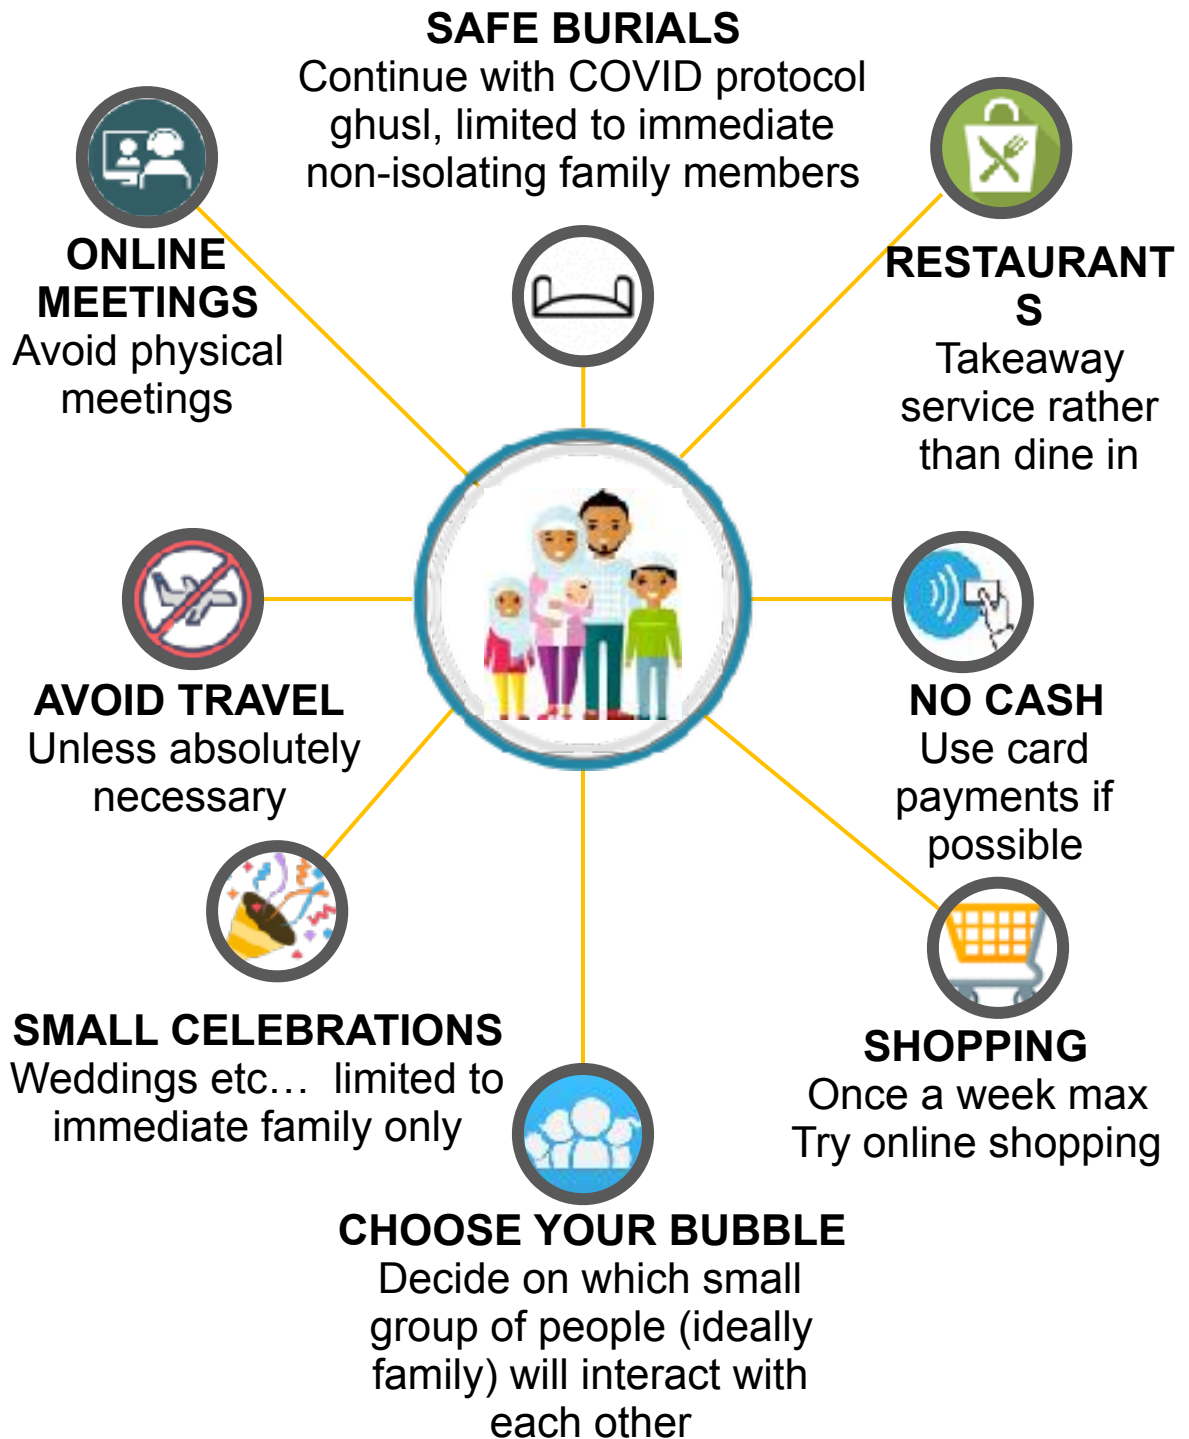 SAFE BURIALS
Continue with COVID protocol
ghusl, limited to immediate
non-isolating family members
ONLINE
MEETINGS
Avoid physical
meetings
RESTAURANT
S
Takeaway
service rather
than dine in
AVOID TRAVEL
Unless absolutely
necessary
NO CASH
Use card
payments if
possible
SMALL CELEBRATIONS
Weddings etc… limited to
immediate family only
SHOPPING
Once a week max
Try online shopping
CHOOSE YOUR BUBBLE
Decide on which small
group of people (ideally
family) will interact with
each other